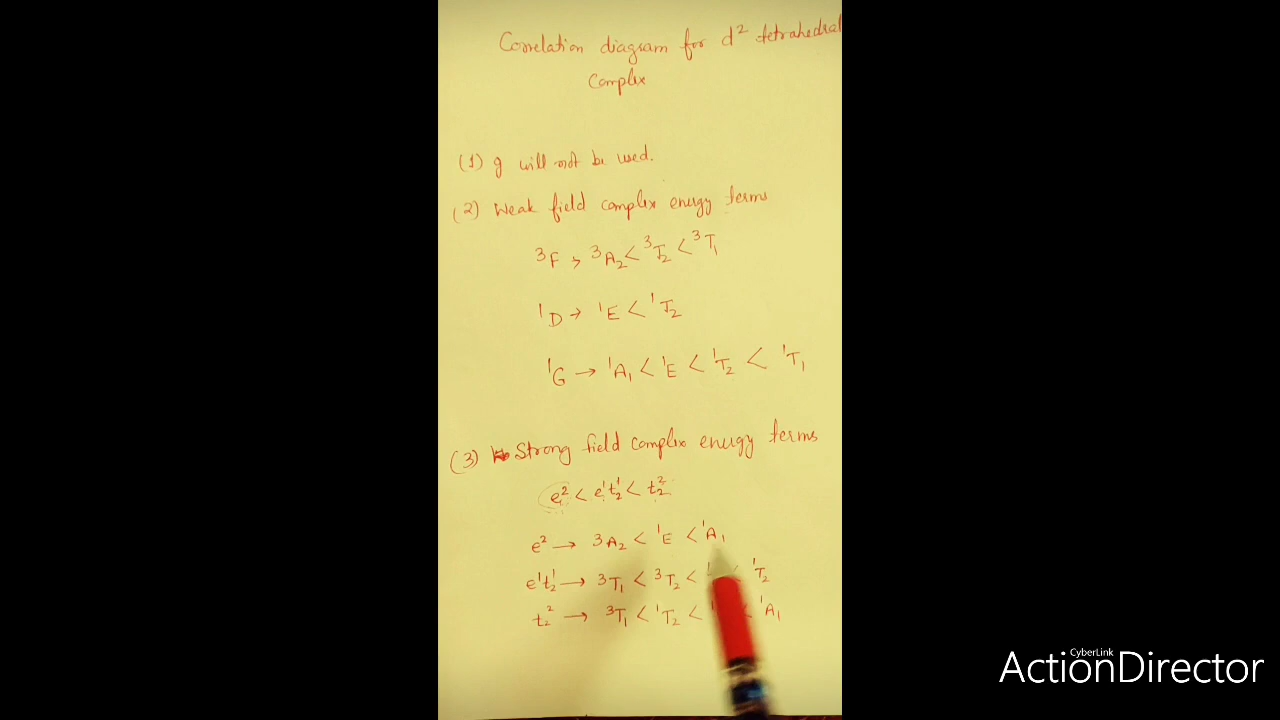 Correlation diagram for d² tetrahedral
Complex
(1) g will not be used.
(2) Weak field complex energy terms
³F → ³A₂ < ³T₂ < ³T₁
¹D → ¹E < ¹T₂
¹G → ¹A₁ < ¹E < ¹T₂ < ¹T₁
(3) Strong field complex energy terms
e² < e¹t₂¹ < t₂²
e² → ³A₂ < ¹E < ¹A₁
e¹t₂¹ → ³T₁ < ³T₂ < ¹ < ¹T₂
t₂² → ³T₁ < ¹T₂ < ¹ < ¹A₁
CyberLink
ActionDirector